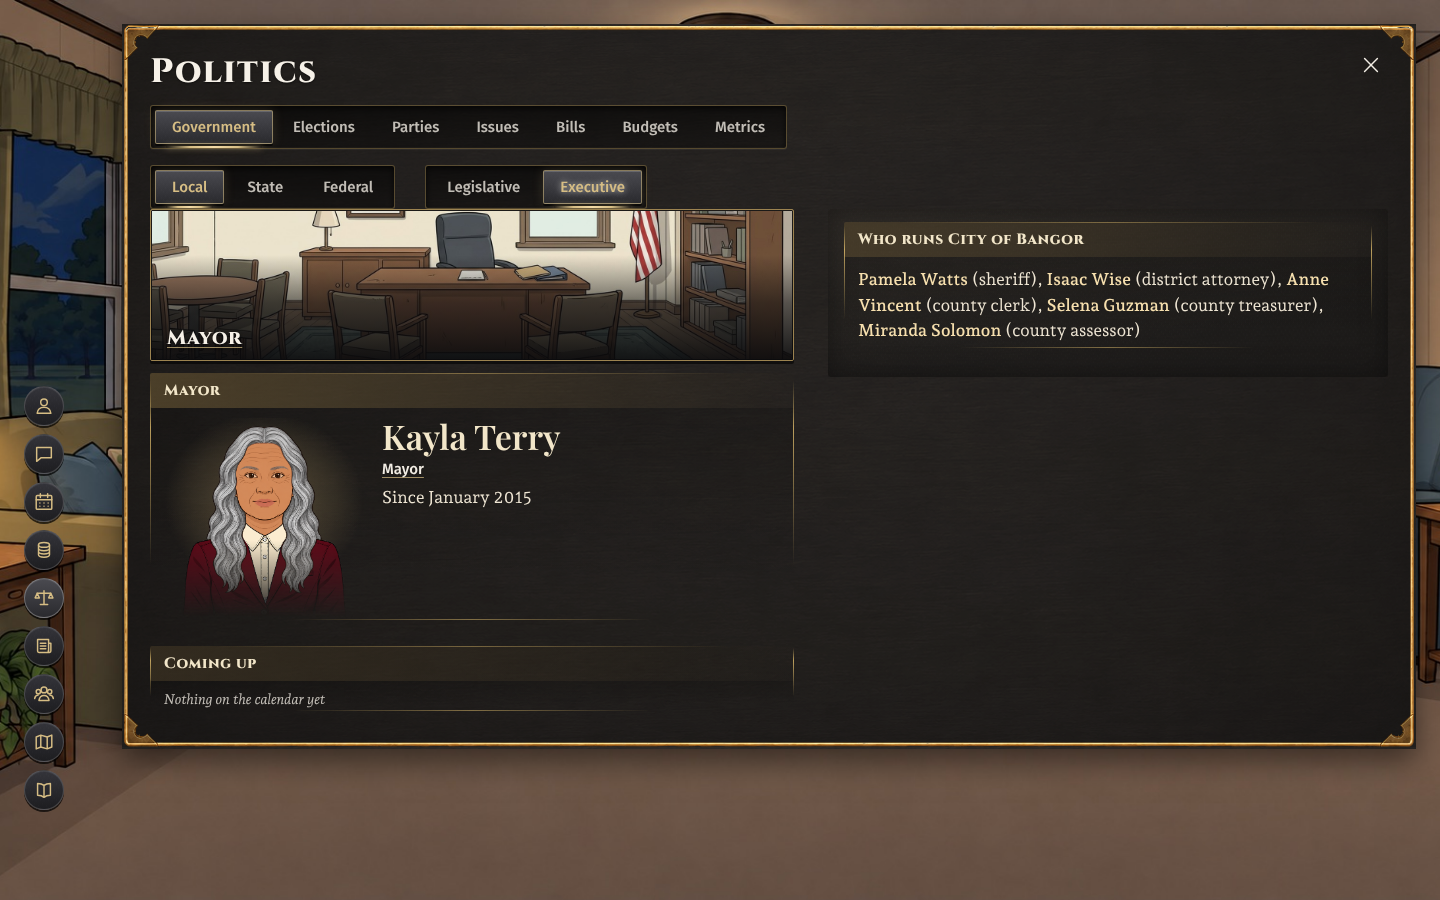 Politics
Government Elections Parties Issues Bills Budgets Metrics
Local State Federal Legislative Executive
Mayor
Mayor
Kayla Terry
Mayor
Since January 2015
Coming up
Nothing on the calendar yet
Who runs City of Bangor
Pamela Watts (sheriff), Isaac Wise (district attorney), Anne
Vincent (county clerk), Selena Guzman (county treasurer),
Miranda Solomon (county assessor)